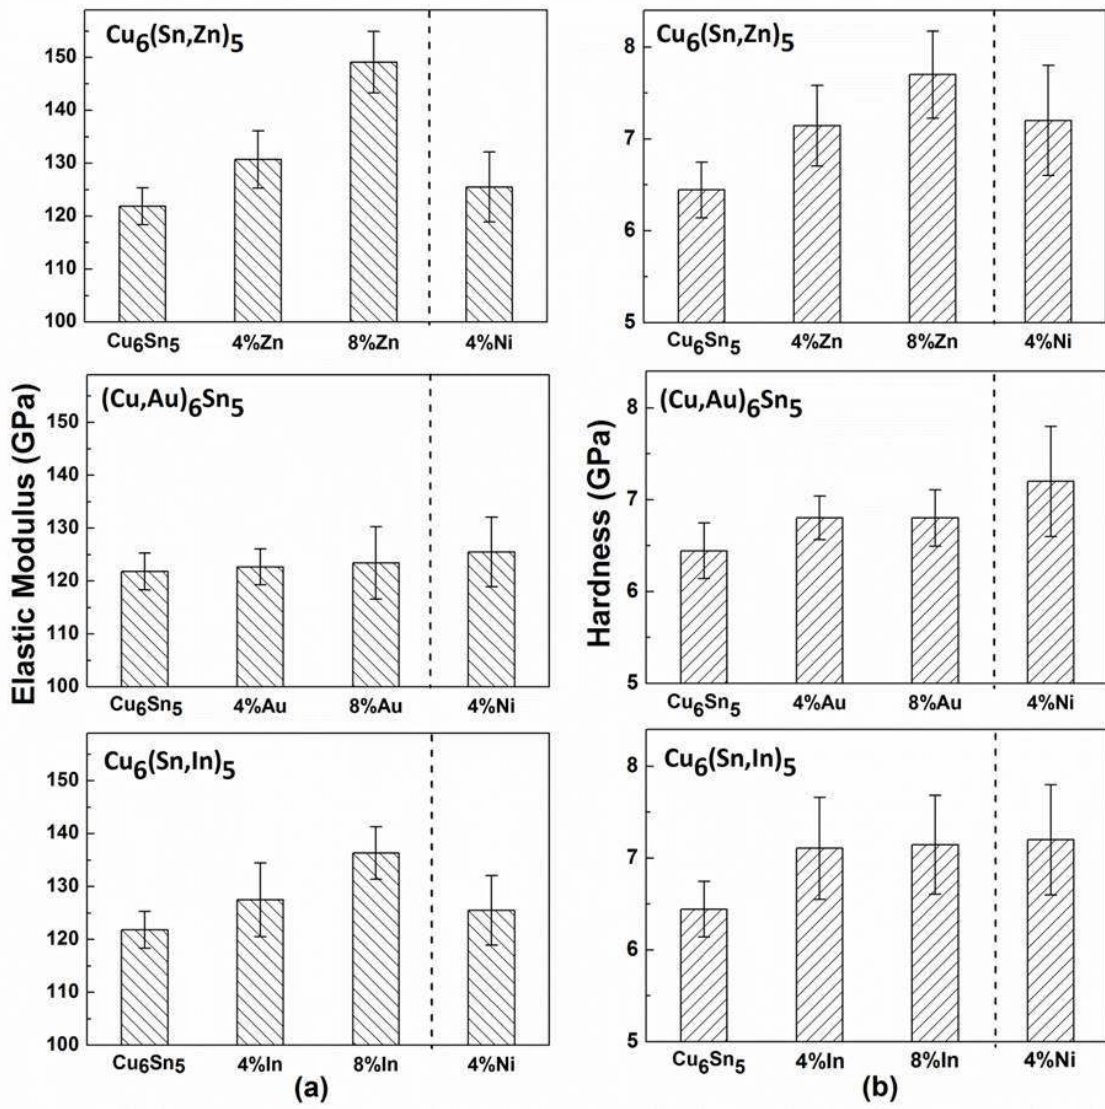 Elastic Modulus (GPa)
Cu6(Sn,Zn)5
150
140
130
120
110
100
Cu6Sn5 4%Zn 8%Zn 4%Ni
(Cu,Au)6Sn5
150
140
130
120
110
100
Cu6Sn5 4%Au 8%Au 4%Ni
Cu6(Sn,In)5
150
140
130
120
110
100
Cu6Sn5 4%In 8%In 4%Ni
(a)
Hardness (GPa)
Cu6(Sn,Zn)5
8
7
6
5
Cu6Sn5 4%Zn 8%Zn 4%Ni
(Cu,Au)6Sn5
8
7
6
5
Cu6Sn5 4%Au 8%Au 4%Ni
Cu6(Sn,In)5
8
7
6
5
Cu6Sn5 4%In 8%In 4%Ni
(b)